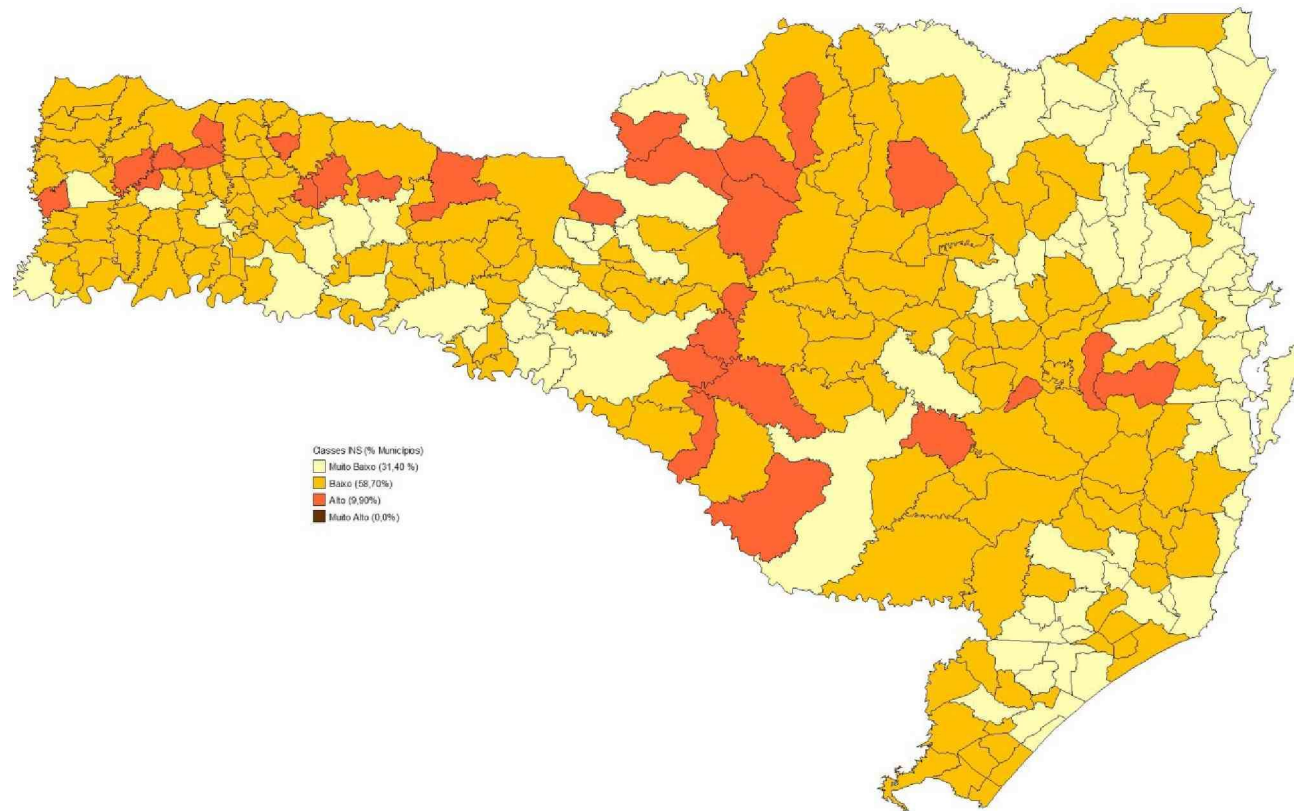 Classes INS (% Municípios)
Muito Baixo (31,40 %)
Baixo (58,70%)
Alto (9,90%)
Muito Alto (0,0%)